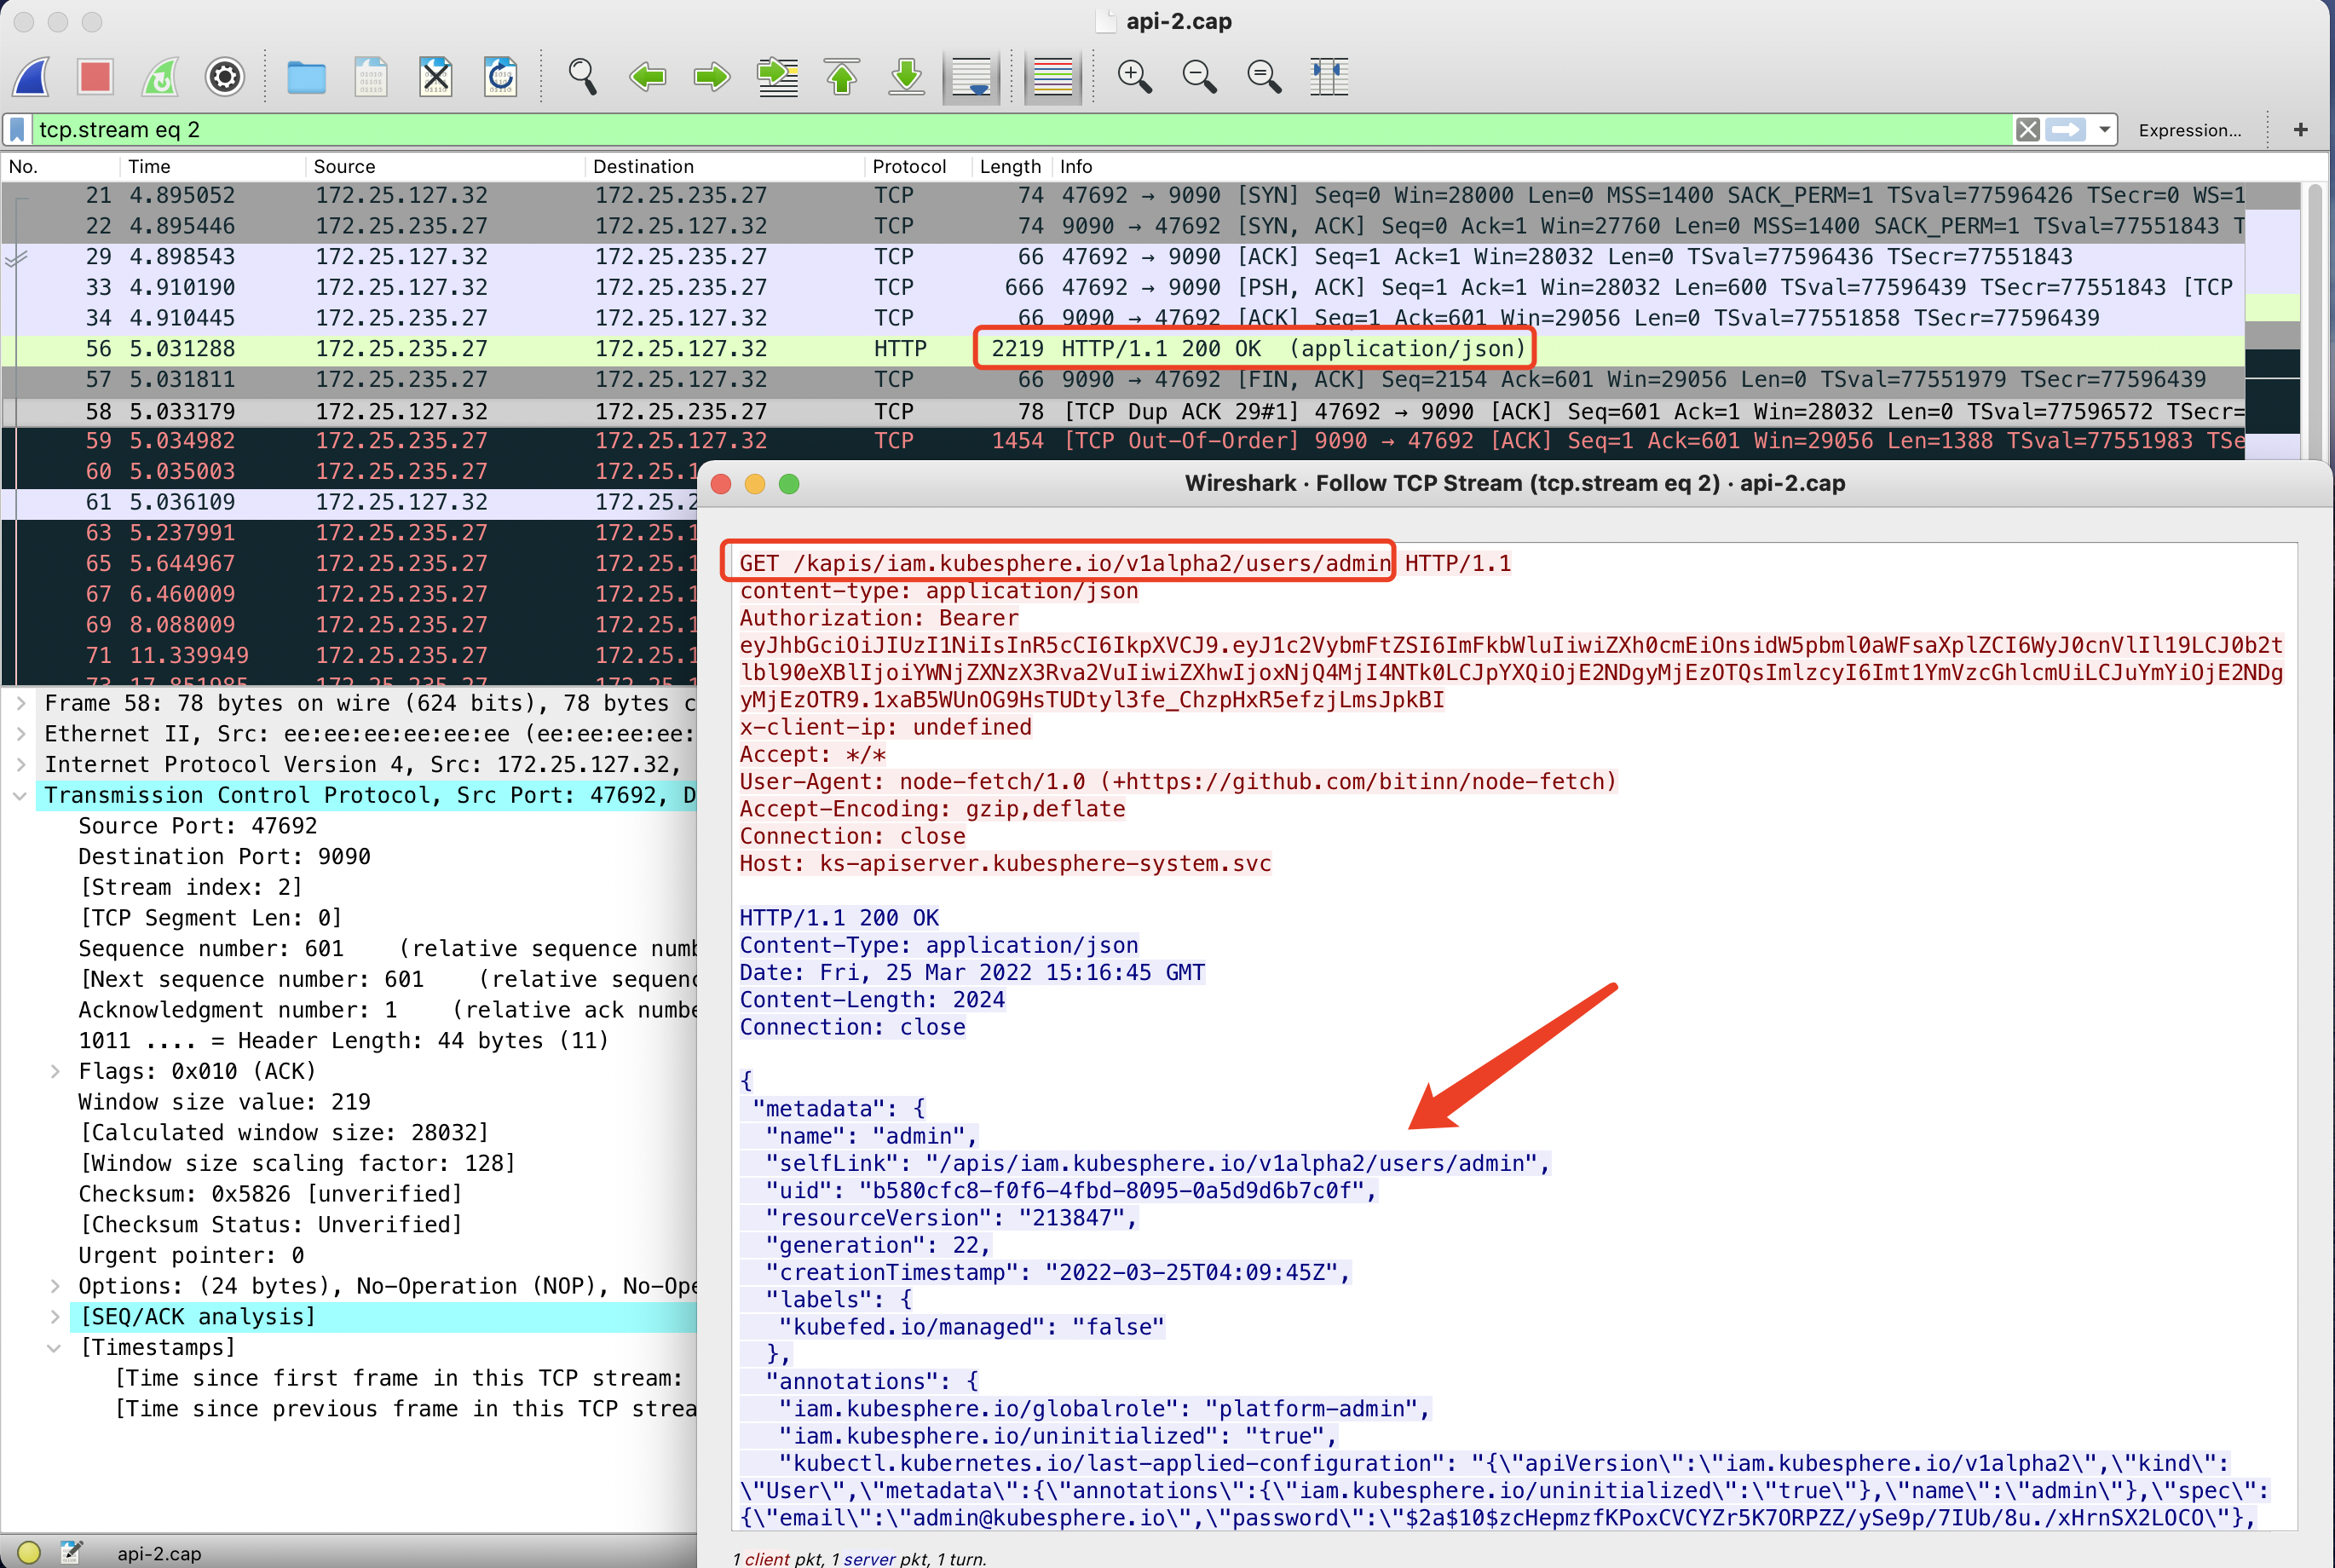 api-2.cap
tcp.stream eq 2
Expression...
+
No. Time Source Destination Protocol Length Info
21 4.895052 172.25.127.32 172.25.235.27 TCP 74 47692 → 9090 [SYN] Seq=0 Win=28000 Len=0 MSS=1400 SACK_PERM=1 TSval=77596426 TSecr=0 WS=1
22 4.895446 172.25.235.27 172.25.127.32 TCP 74 9090 → 47692 [SYN, ACK] Seq=0 Ack=1 Win=27760 Len=0 MSS=1400 SACK_PERM=1 TSval=77551843 T
29 4.898543 172.25.127.32 172.25.235.27 TCP 66 47692 → 9090 [ACK] Seq=1 Ack=1 Win=28032 Len=0 TSval=77596436 TSecr=77551843
33 4.910190 172.25.127.32 172.25.235.27 TCP 666 47692 → 9090 [PSH, ACK] Seq=1 Ack=1 Win=28032 Len=600 TSval=77596439 TSecr=77551843 [TCP
34 4.910445 172.25.235.27 172.25.127.32 TCP 66 9090 → 47692 [ACK] Seq=1 Ack=601 Win=29056 Len=0 TSval=77551858 TSecr=77596439
56 5.031288 172.25.235.27 172.25.127.32 HTTP 2219 HTTP/1.1 200 OK (application/json)
57 5.031811 172.25.235.27 172.25.127.32 TCP 66 9090 → 47692 [FIN, ACK] Seq=2154 Ack=601 Win=29056 Len=0 TSval=77551979 TSecr=77596439
58 5.033179 172.25.127.32 172.25.235.27 TCP 78 [TCP Dup ACK 29#1] 47692 → 9090 [ACK] Seq=601 Ack=1 Win=28032 Len=0 TSval=77596572 TSecr=
59 5.034982 172.25.235.27 172.25.127.32 TCP 1454 [TCP Out-Of-Order] 9090 → 47692 [ACK] Seq=1 Ack=601 Win=29056 Len=1388 TSval=77551983 TSe
60 5.035003 172.25.235.27 172.25.1
61 5.036109 172.25.127.32 172.25.2
63 5.237991 172.25.235.27 172.25.1
65 5.644967 172.25.235.27 172.25.1
67 6.460009 172.25.235.27 172.25.1
69 8.088009 172.25.235.27 172.25.1
71 11.339949 172.25.235.27 172.25.1
73 17.851985 172.25.235.27 172.25.1
Frame 58: 78 bytes on wire (624 bits), 78 bytes c
Ethernet II, Src: ee:ee:ee:ee:ee:ee (ee:ee:ee:ee:
Internet Protocol Version 4, Src: 172.25.127.32,
Transmission Control Protocol, Src Port: 47692, D
Source Port: 47692
Destination Port: 9090
[Stream index: 2]
[TCP Segment Len: 0]
Sequence number: 601 (relative sequence numb
[Next sequence number: 601 (relative sequenc
Acknowledgment number: 1 (relative ack numbe
1011 .... = Header Length: 44 bytes (11)
Flags: 0x010 (ACK)
Window size value: 219
[Calculated window size: 28032]
[Window size scaling factor: 128]
Checksum: 0x5826 [unverified]
[Checksum Status: Unverified]
Urgent pointer: 0
Options: (24 bytes), No-Operation (NOP), No-Ope
[SEQ/ACK analysis]
[Timestamps]
[Time since first frame in this TCP stream:
[Time since previous frame in this TCP strea
api-2.cap
Wireshark · Follow TCP Stream (tcp.stream eq 2) · api-2.cap
GET /kapis/iam.kubesphere.io/v1alpha2/users/admin HTTP/1.1
content-type: application/json
Authorization: Bearer
eyJhbGciOiJIUzI1NiIsInR5cCI6IkpXVCJ9.eyJ1c2VybmFtZSI6ImFkbWluIiwiZXh0cmEiOnsidW5pbml0aWFsaXplZCI6WyJ0cnVlIl19LCJ0b2t
lbl90eXBlIjoiYWNjZXNzX3Rva2VuIiwiZXhwIjoxNjQ4MjI4NTk0LCJpYXQiOjE2NDgyMjEzOTQsImlzcyI6Imt1YmVzcGhlcmUiLCJuYmYiOjE2NDg
yMjEzOTR9.1xaB5WUnOG9HsTUDtyl3fe_ChzpHxR5efzjLmsJpkBI
x-client-ip: undefined
Accept: */*
User-Agent: node-fetch/1.0 (+https://github.com/bitinn/node-fetch)
Accept-Encoding: gzip,deflate
Connection: close
Host: ks-apiserver.kubesphere-system.svc
HTTP/1.1 200 OK
Content-Type: application/json
Date: Fri, 25 Mar 2022 15:16:45 GMT
Content-Length: 2024
Connection: close
{
"metadata": {
"name": "admin",
"selfLink": "/apis/iam.kubesphere.io/v1alpha2/users/admin",
"uid": "b580cfc8-f0f6-4fbd-8095-0a5d9d6b7c0f",
"resourceVersion": "213847",
"generation": 22,
"creationTimestamp": "2022-03-25T04:09:45Z",
"labels": {
"kubefed.io/managed": "false"
},
"annotations": {
"iam.kubesphere.io/globalrole": "platform-admin",
"iam.kubesphere.io/uninitialized": "true",
"kubectl.kubernetes.io/last-applied-configuration": "{\"apiVersion\":\"iam.kubesphere.io/v1alpha2\",\"kind\":
\"User\",\"metadata\":{\"annotations\":{\"iam.kubesphere.io/uninitialized\":\"true\"},\"name\":\"admin\"},\"spec\":
{\"email\":\"admin@kubesphere.io\",\"password\":\"$2a$10$zcHepmzfKPoxCVCYZr5K7ORPZZ/ySe9p/7IUb/8u./xHrnSX2LOCO\"},
1 client pkt, 1 server pkt, 1 turn.